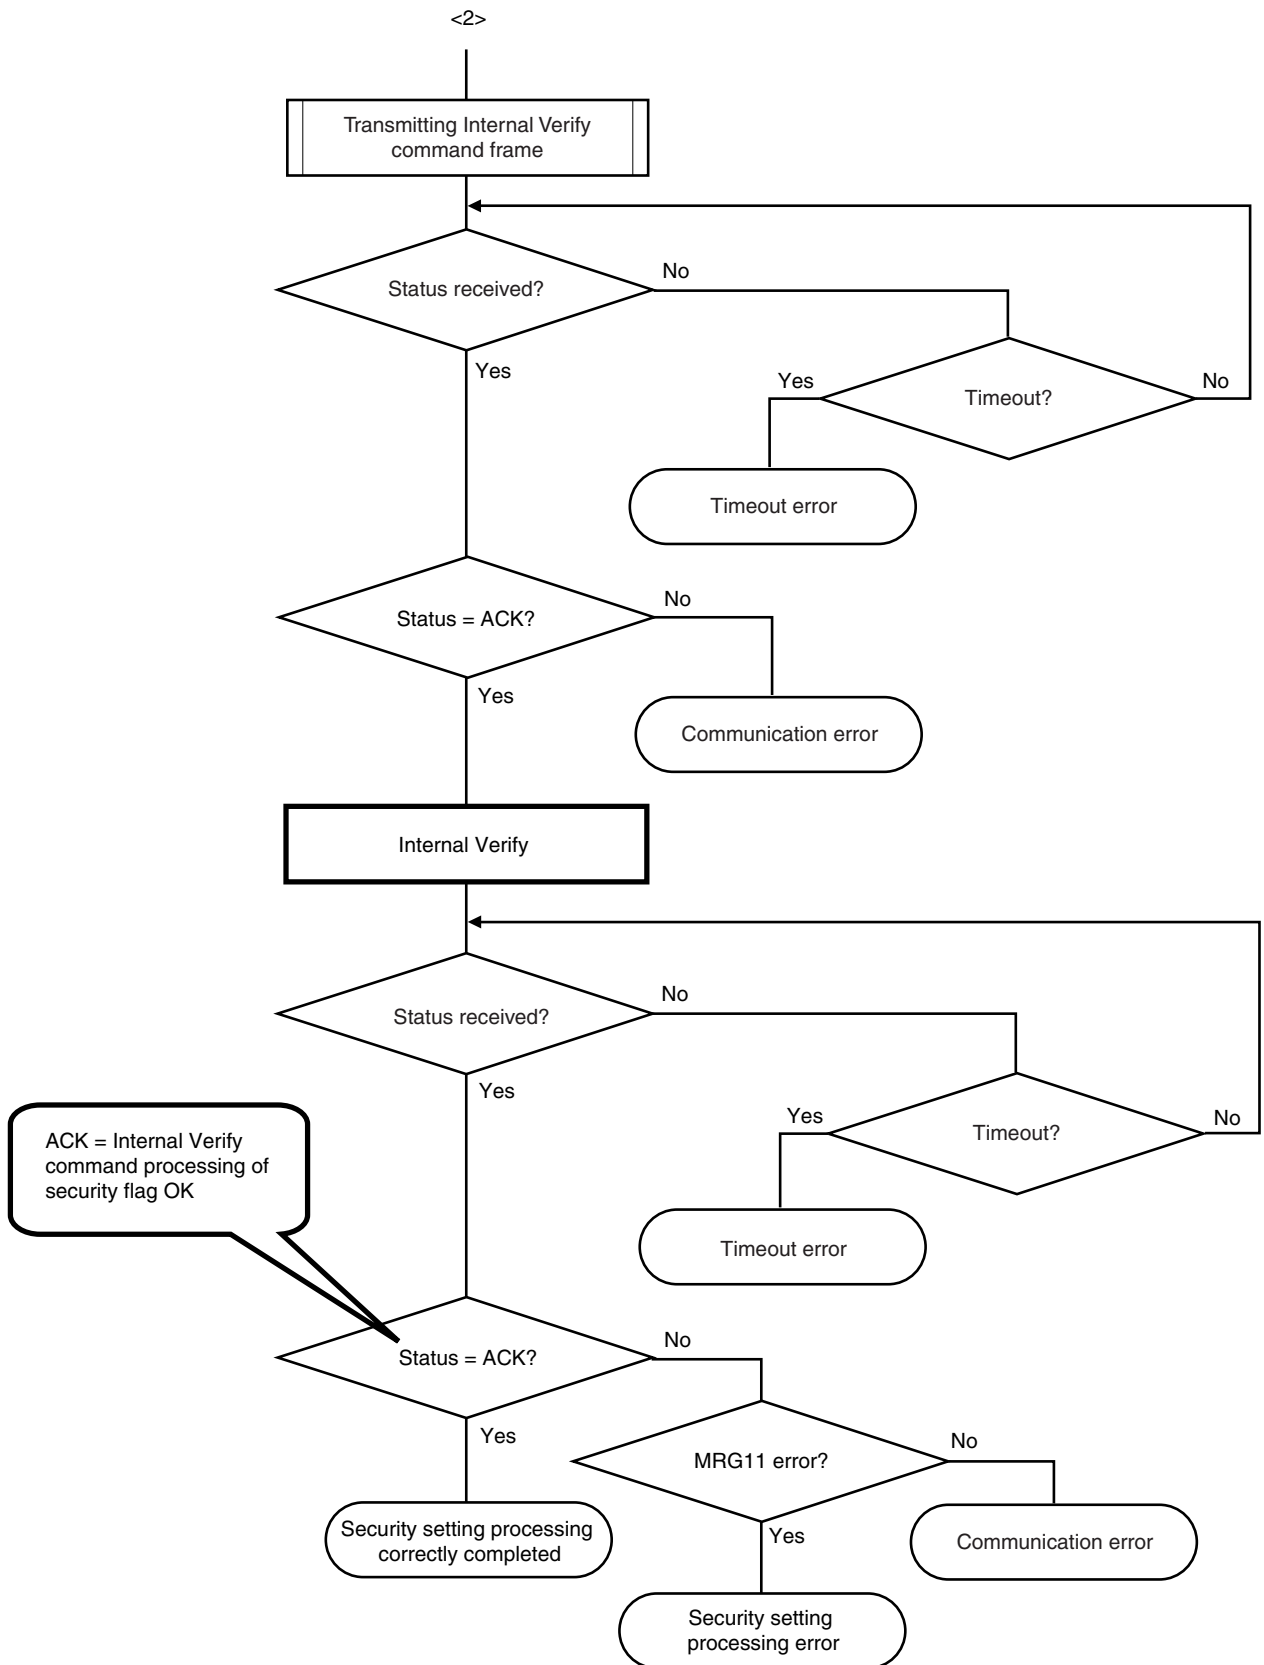 <2>
Transmitting Internal Verify
command frame
Status received?
No
Yes
Timeout?
Yes
No
Timeout error
Status = ACK?
No
Yes
Communication error
Internal Verify
Status received?
No
Yes
Timeout?
Yes
No
Timeout error
ACK = Internal Verify
command processing of
security flag OK
Status = ACK?
No
Yes
MRG11 error?
No
Yes
Security setting processing
correctly completed
Communication error
Security setting
processing error